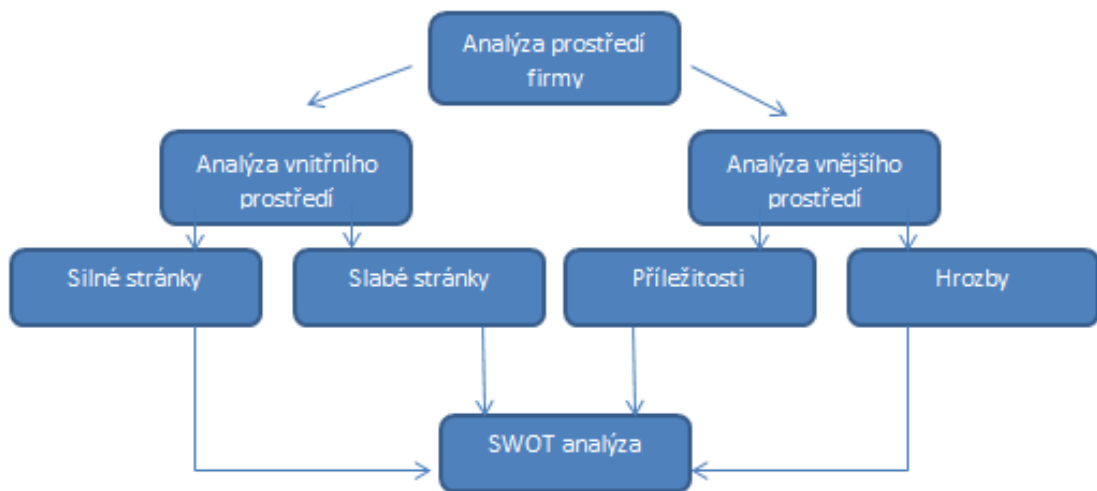 Analýza prostředí
firmy
Analýza vnitřního
prostředí
Analýza vnějšího
prostředí
Silné stránky
Slabé stránky
Příležitosti
Hrozby
SWOT analýza